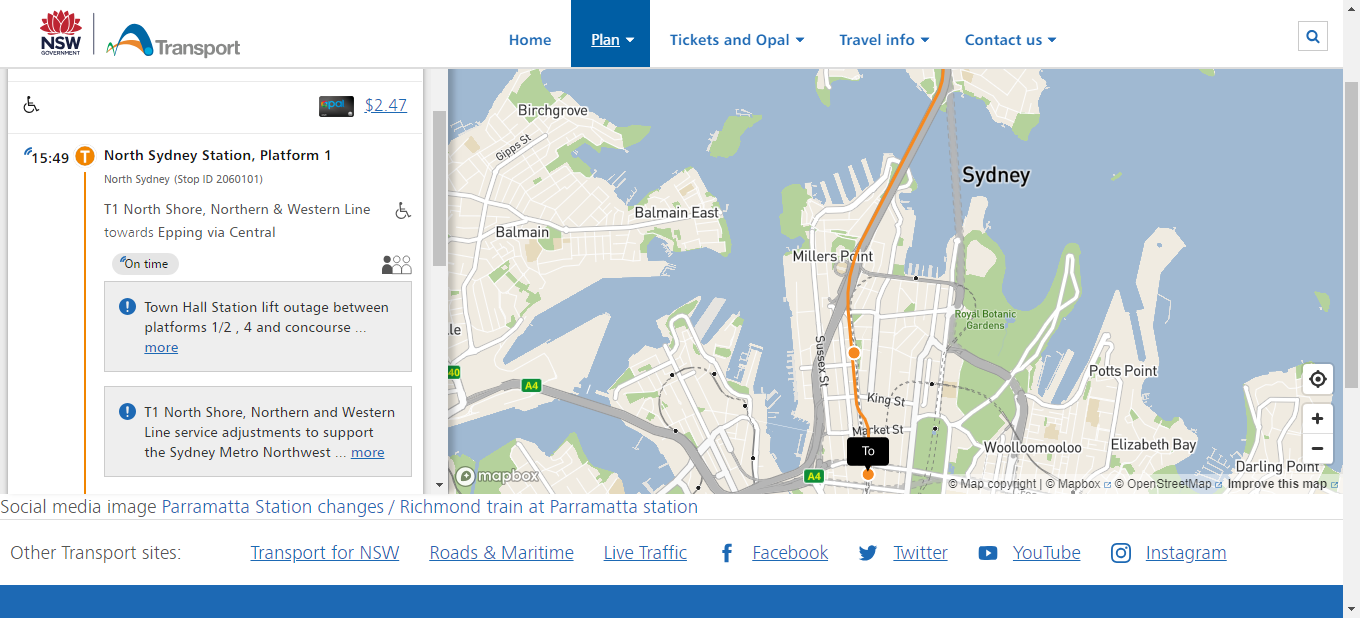 NSW
GOVERNMENT
Transport
Home
Plan
Tickets and Opal
Travel info
Contact us
opal
$2.47
15:49
T
North Sydney Station, Platform 1
North Sydney (Stop ID 2060101)
T1 North Shore, Northern & Western Line
towards Epping via Central
On time
Town Hall Station lift outage between
platforms 1/2 , 4 and concourse ...
more
T1 North Shore, Northern and Western
Line service adjustments to support
the Sydney Metro Northwest ... more
Birchgrove
Gipps St
Sydney
Balmain East
Balmain
Millers Point
Royal Botanic
Gardens
lle
Sussex St
40
A4
Potts Point
King St
Market St
To
Woolloomooloo
Elizabeth Bay
Darling Point
A4
+
−
mapbox
© Map copyright | © Mapbox © OpenStreetMap Improve this map
Social media image Parramatta Station changes / Richmond train at Parramatta station
Other Transport sites:
Transport for NSW
Roads & Maritime
Live Traffic
Facebook
Twitter
YouTube
Instagram